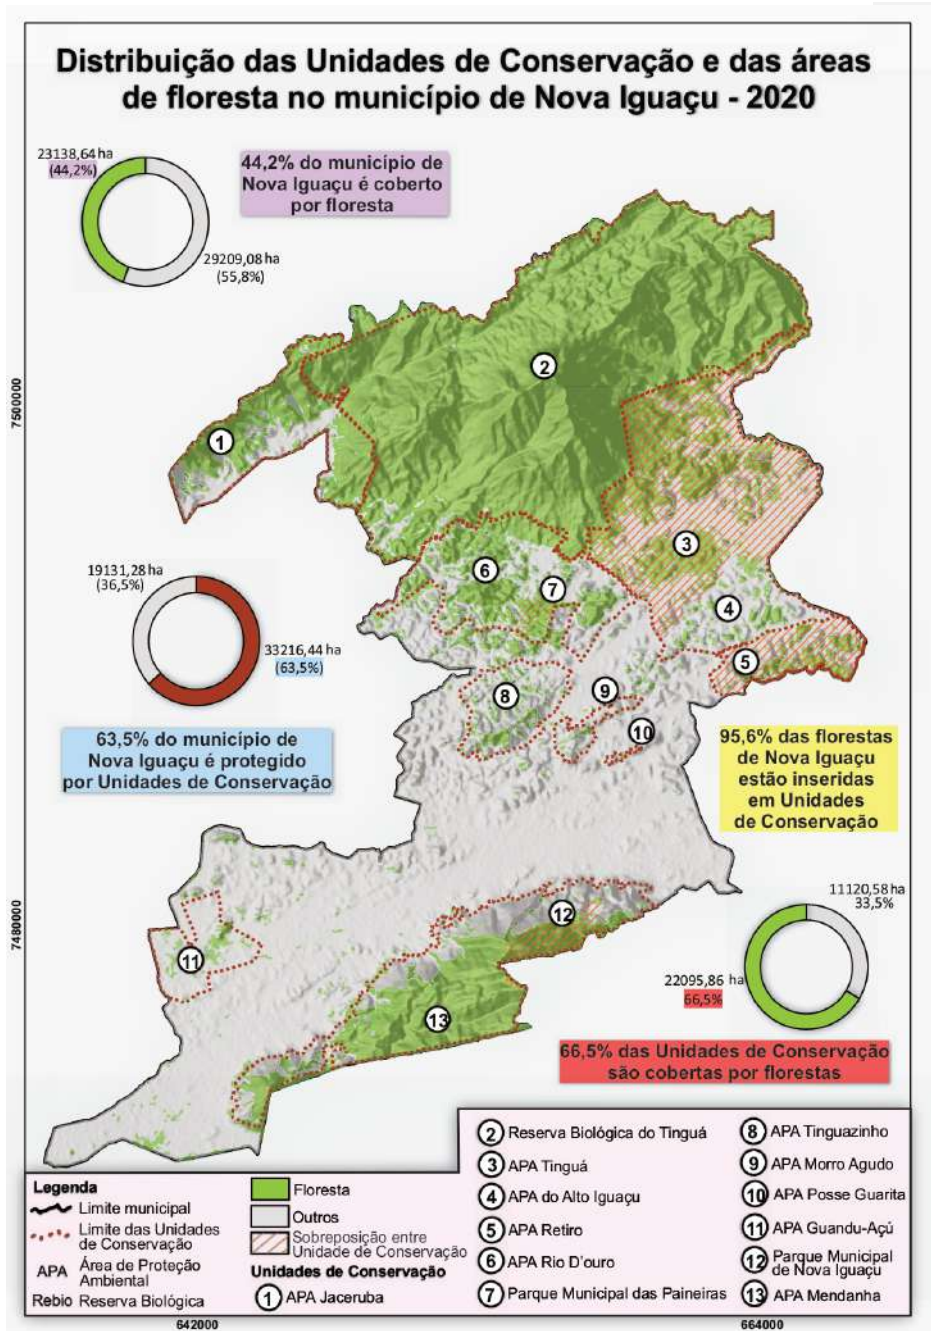 Distribuição das Unidades de Conservação e das áreas
de floresta no município de Nova Iguaçu - 2020
23138,64 ha
(44,2%)
44,2% do município de
Nova Iguaçu é coberto
por floresta
29209,08 ha
(55,8%)
2
7500000
1
3
19131,28 ha
(36,5%)
6
7
4
33216,44 ha
(63,5%)
5
8
9
10
63,5% do município de
Nova Iguaçu é protegido
por Unidades de Conservação
95,6% das florestas
de Nova Iguaçu
estão inseridas
em Unidades
de Conservação
7480000
11120,58 ha
33,5%
12
11
22095,86 ha
66,5%
13
66,5% das Unidades de Conservação
são cobertas por florestas
Legenda
Limite municipal
Limite das Unidades
de Conservação
APA Área de Proteção
Ambiental
Rebio Reserva Biológica
Floresta
Outros
Sobreposição entre
Unidade de Conservação
Unidades de Conservação
1 APA Jaceruba
2 Reserva Biológica do Tinguá
3 APA Tinguá
4 APA do Alto Iguaçu
5 APA Retiro
6 APA Rio D'ouro
7 Parque Municipal das Paineiras
8 APA Tinguazinho
9 APA Morro Agudo
10 APA Posse Guarita
11 APA Guandu-Açú
12 Parque Municipal
de Nova Iguaçu
13 APA Mendanha
642000
664000